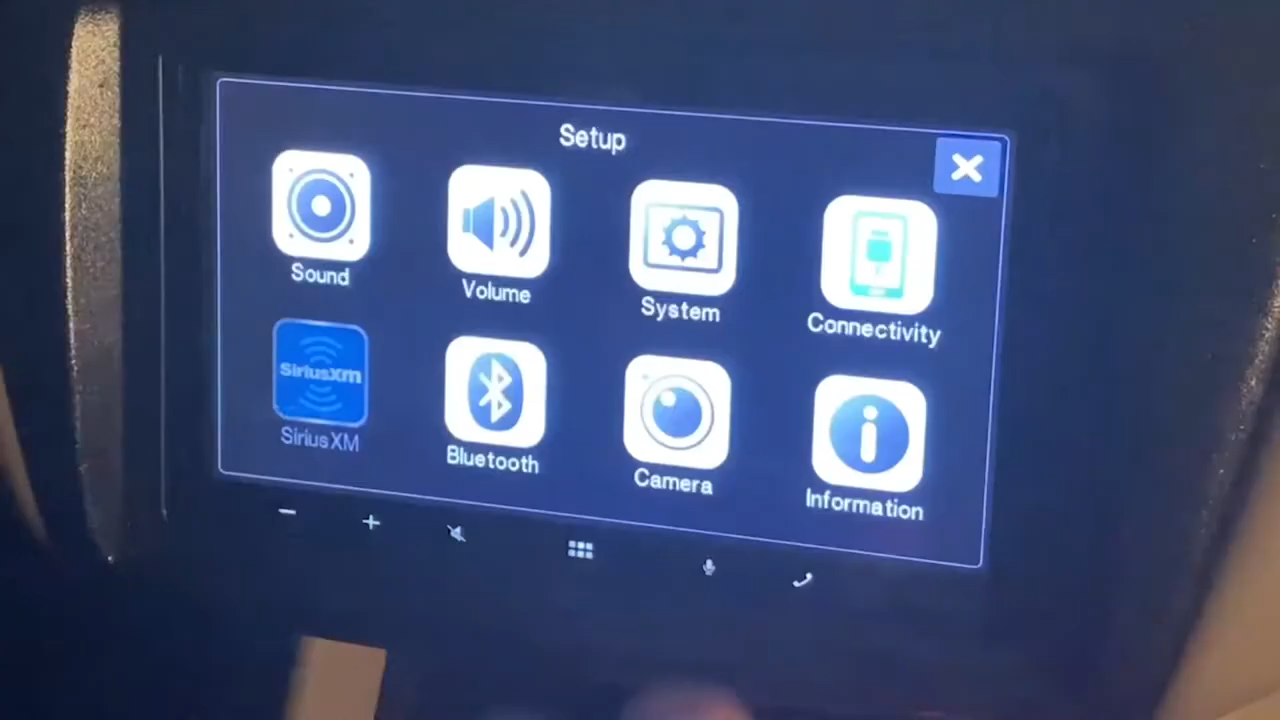 Setup
Sound
Volume
System
Connectivity
SiriusXm
SiriusXM
Bluetooth
Camera
Information